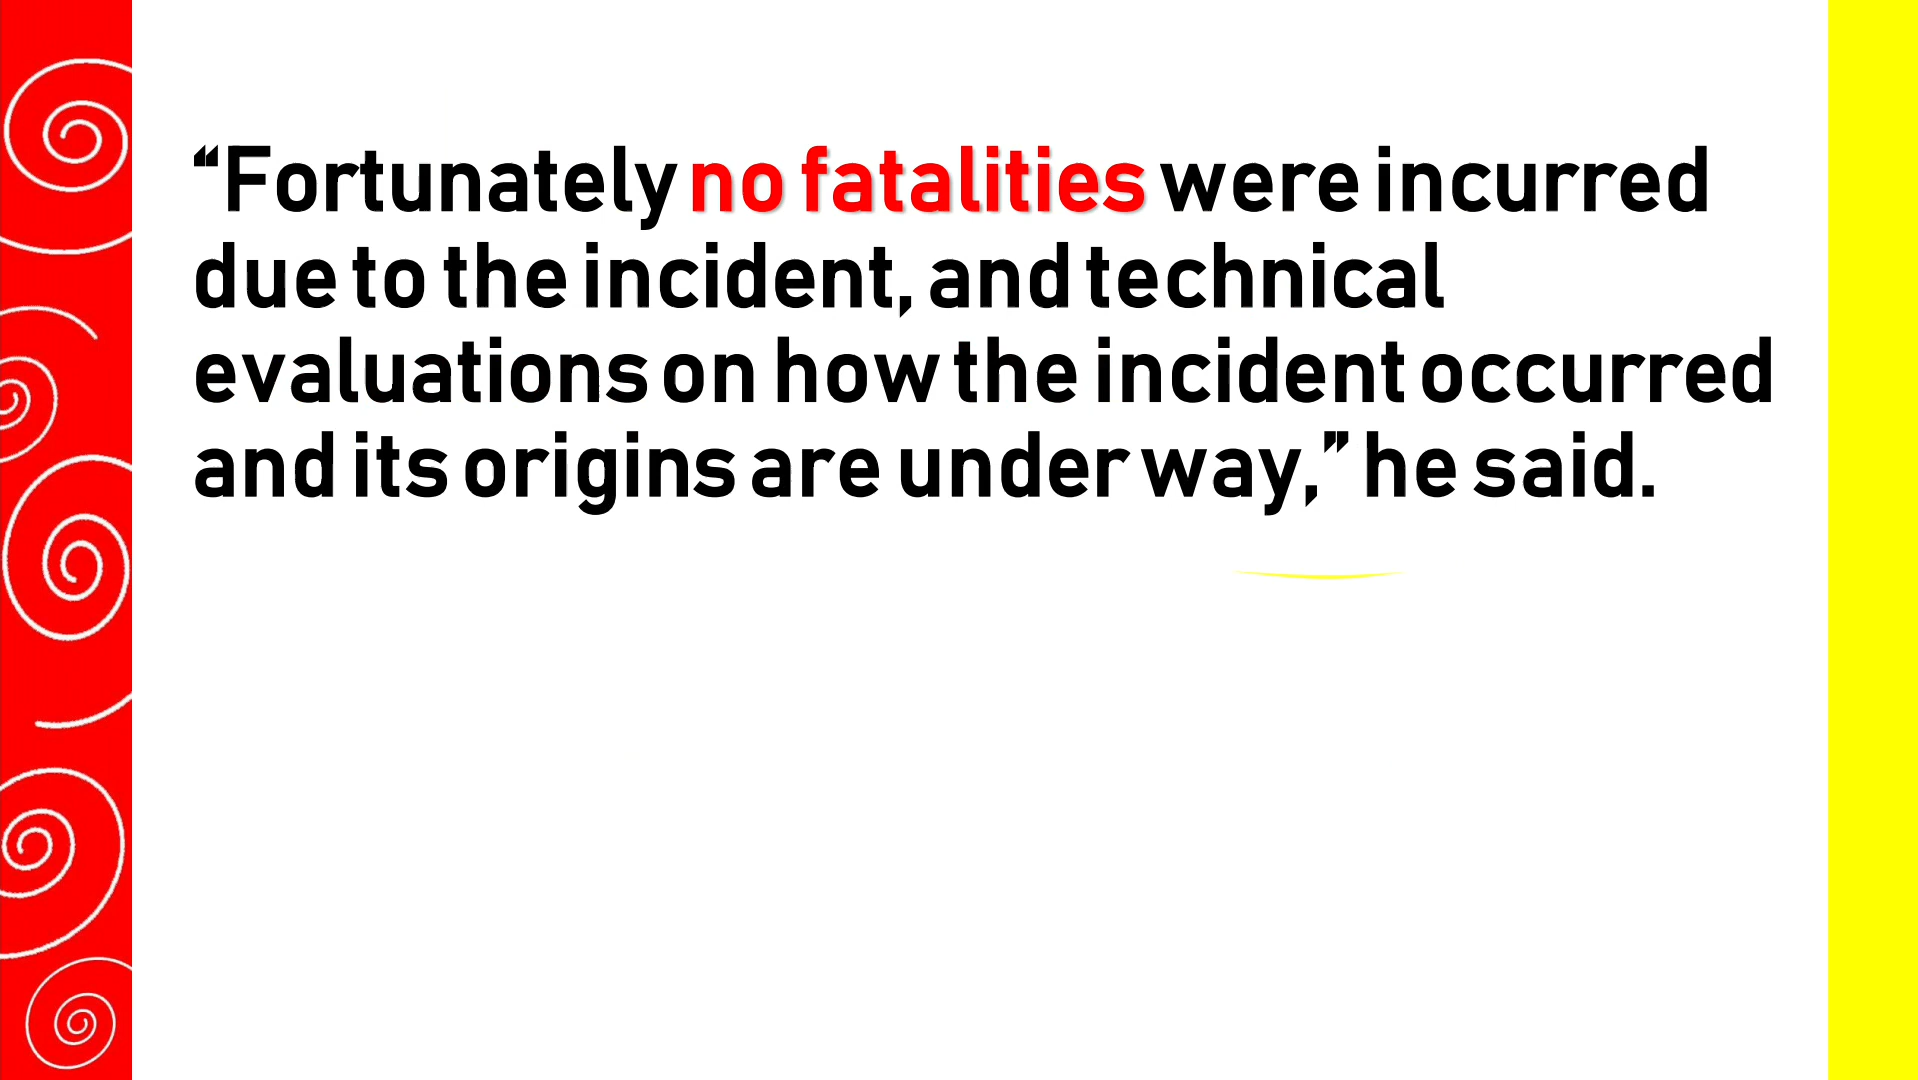 “Fortunately no fatalities were incurred
due to the incident, and technical
evaluations on how the incident occurred
and its origins are under way,” he said.